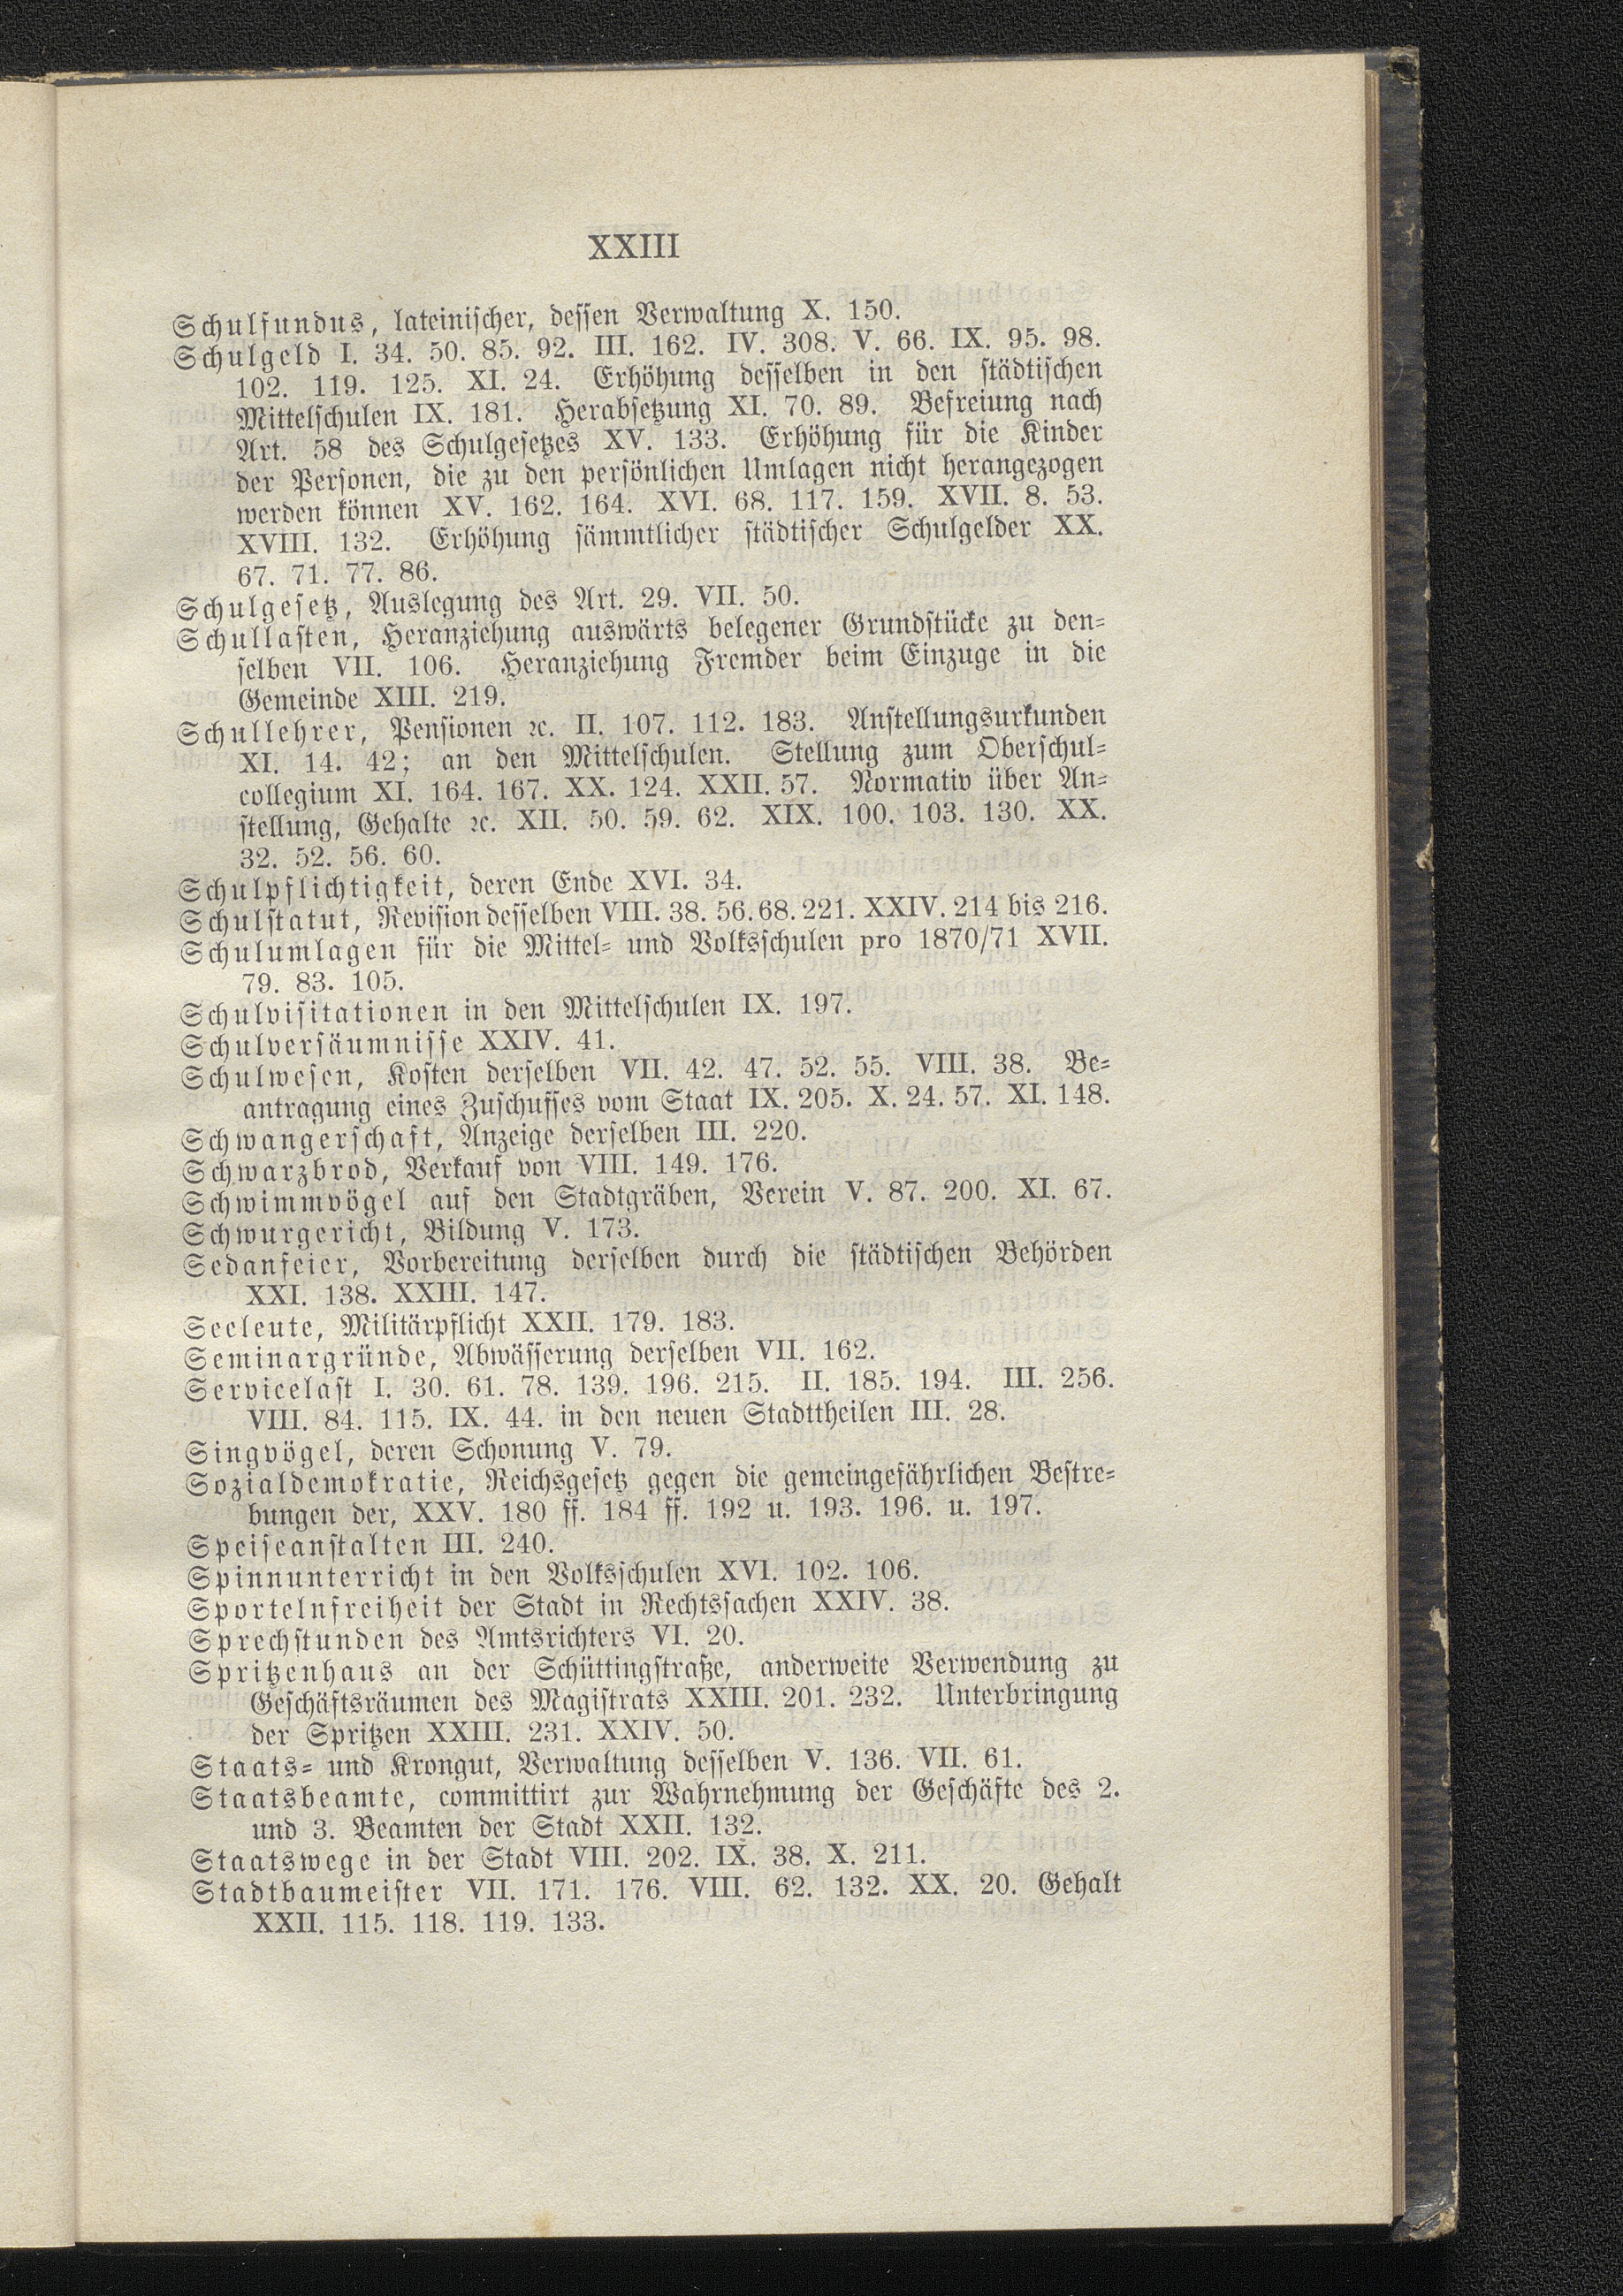 XXIII
Schulfundus, lateinischer, dessen Verwaltung X. 150.
Schulgeld I. 34. 50. 85. 92. III. 162. IV. 308. V. 66. IX. 95. 98.
102. 119. 125. XI. 24. Erhöhung desselben in den städtischen
Mittelschulen IX. 181. Herabsetzung XI. 70. 89. Befreiung nach
Art. 58 des Schulgesetzes XV. 133. Erhöhung für die Kinder
der Personen, die zu den persönlichen Umlagen nicht herangezogen
werden können XV. 162. 164. XVI. 68. 117. 159. XVII. 8. 53.
XVIII. 132. Erhöhung sämmtlicher städtischer Schulgelder XX.
67. 71. 77. 86.
Schulgesetz, Auslegung des Art. 29. VII. 50.
Schullasten, Heranziehung auswärts belegener Grundstücke zu den-
selben VII. 106. Heranziehung Fremder beim Einzuge in die
Gemeinde XIII. 219.
Schullehrer, Pensionen ꝛc. II. 107. 112. 183. Anstellungsurkunden
XI. 14. 42; an den Mittelschulen. Stellung zum Oberschul-
collegium XI. 164. 167. XX. 124. XXII. 57. Normativ über An-
stellung, Gehalte ꝛc. XII. 50. 59. 62. XIX. 100. 103. 130. XX.
32. 52. 56. 60.
Schulpflichtigkeit, deren Ende XVI. 34.
Schulstatut, Revision desselben VIII. 38. 56. 68. 221. XXIV. 214 bis 216.
Schulumlagen für die Mittel- und Volksschulen pro 1870/71 XVII.
79. 83. 105.
Schulvisitationen in den Mittelschulen IX. 197.
Schulversäumnisse XXIV. 41.
Schulwesen, Kosten derselben VII. 42. 47. 52. 55. VIII. 38. Be-
antragung eines Zuschusses vom Staat IX. 205. X. 24. 57. XI. 148.
Schwangerschaft, Anzeige derselben III. 220.
Schwarzbrod, Verkauf von VIII. 149. 176.
Schwimmvögel auf den Stadtgräben, Verein V. 87. 200. XI. 67.
Schwurgericht, Bildung V. 173.
Sedanfeier, Vorbereitung derselben durch die städtischen Behörden
XXI. 138. XXIII. 147.
Seeleute, Militärpflicht XXII. 179. 183.
Seminargründe, Abwässerung derselben VII. 162.
Servicelast I. 30. 61. 78. 139. 196. 215. II. 185. 194. III. 256.
VIII. 84. 115. IX. 44. in den neuen Stadttheilen III. 28.
Singvögel, deren Schonung V. 79.
Sozialdemokratie, Reichsgesetz gegen die gemeingefährlichen Bestre-
bungen der, XXV. 180 ff. 184 ff. 192 u. 193. 196. u. 197.
Speiseanstalten III. 240.
Spinnunterricht in den Volksschulen XVI. 102. 106.
Sportelnfreiheit der Stadt in Rechtssachen XXIV. 38.
Sprechstunden des Amtsrichters VI. 20.
Spritzenhaus an der Schüttingstraße, anderweite Verwendung zu
Geschäftsräumen des Magistrats XXIII. 201. 232. Unterbringung
der Spritzen XXIII. 231. XXIV. 50.
Staats- und Krongut, Verwaltung desselben V. 136. VII. 61.
Staatsbeamte, committirt zur Wahrnehmung der Geschäfte des 2.
und 3. Beamten der Stadt XXII. 132.
Staatswege in der Stadt VIII. 202. IX. 38. X. 211.
Stadtbaumeister VII. 171. 176. VIII. 62. 132. XX. 20. Gehalt
XXII. 115. 118. 119. 133.